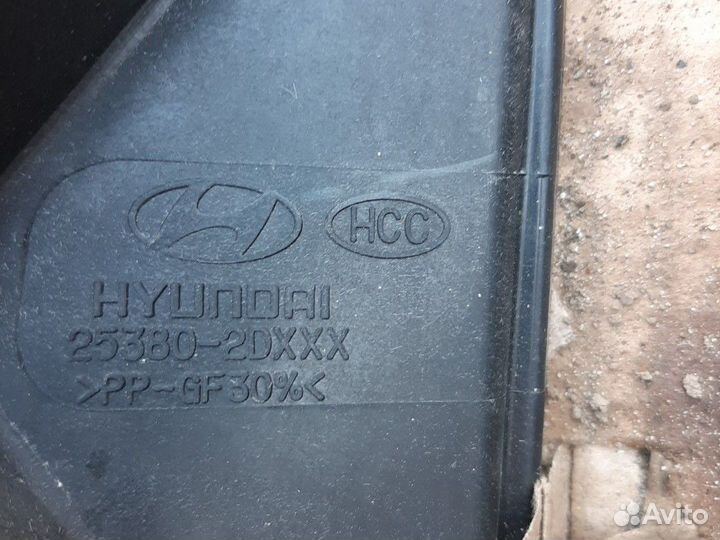 HCC
HYUNDAI
25380-2DXXX
>PP-GF30%<
Avito